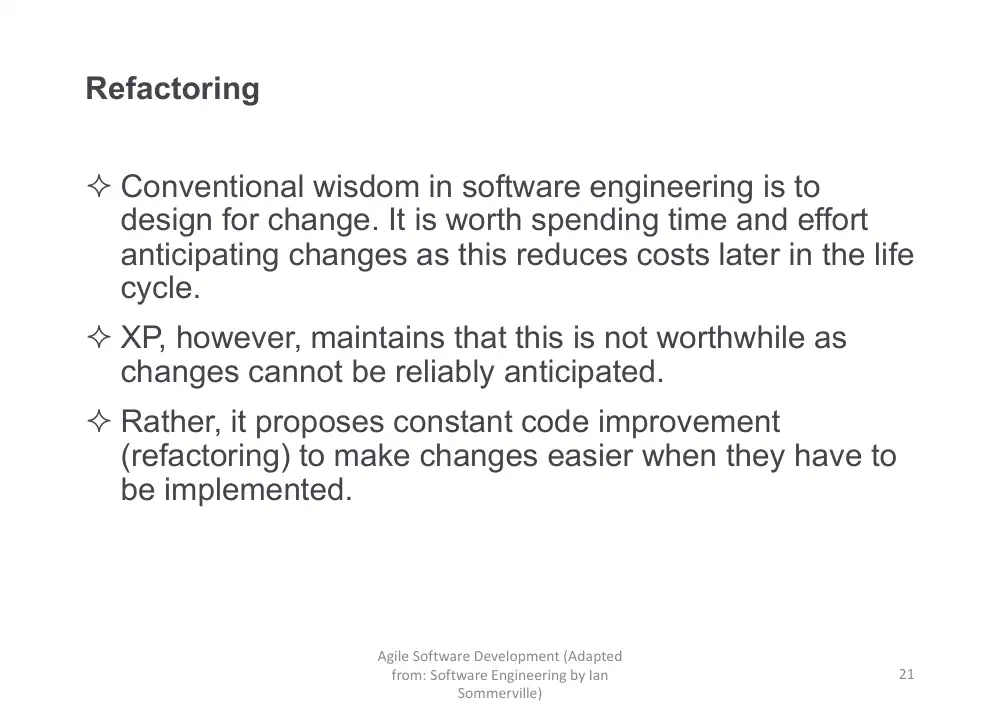 Refactoring
✧ Conventional wisdom in software engineering is to
design for change. It is worth spending time and effort
anticipating changes as this reduces costs later in the life
cycle.
✧ XP, however, maintains that this is not worthwhile as
changes cannot be reliably anticipated.
✧ Rather, it proposes constant code improvement
(refactoring) to make changes easier when they have to
be implemented.
Agile Software Development (Adapted
from: Software Engineering by Ian
Sommerville)
21